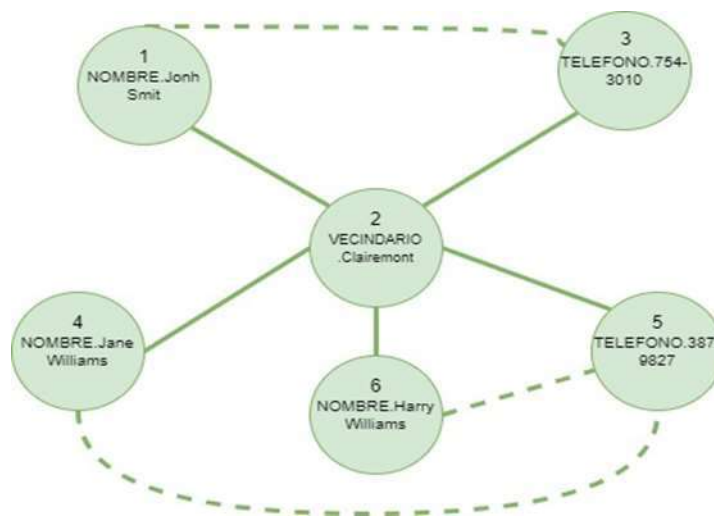 1
NOMBRE.Jonh
Smit
3
TELEFONO.754-
3010
2
VECINDARIO
.Clairemont
4
NOMBRE.Jane
Williams
5
TELEFONO.387
9827
6
NOMBRE.Harry
Williams